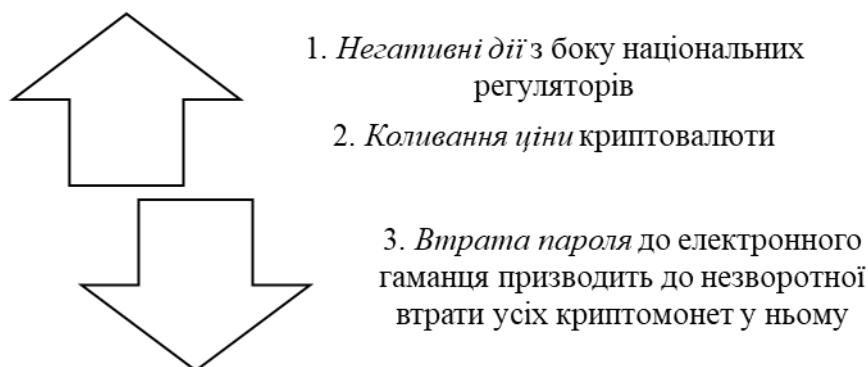 1. Негативні дії з боку національних
регуляторів
2. Коливання ціни криптовалюти
3. Втрата пароля до електронного
гаманця призводить до незворотної
втрати усіх криптомонет у ньому